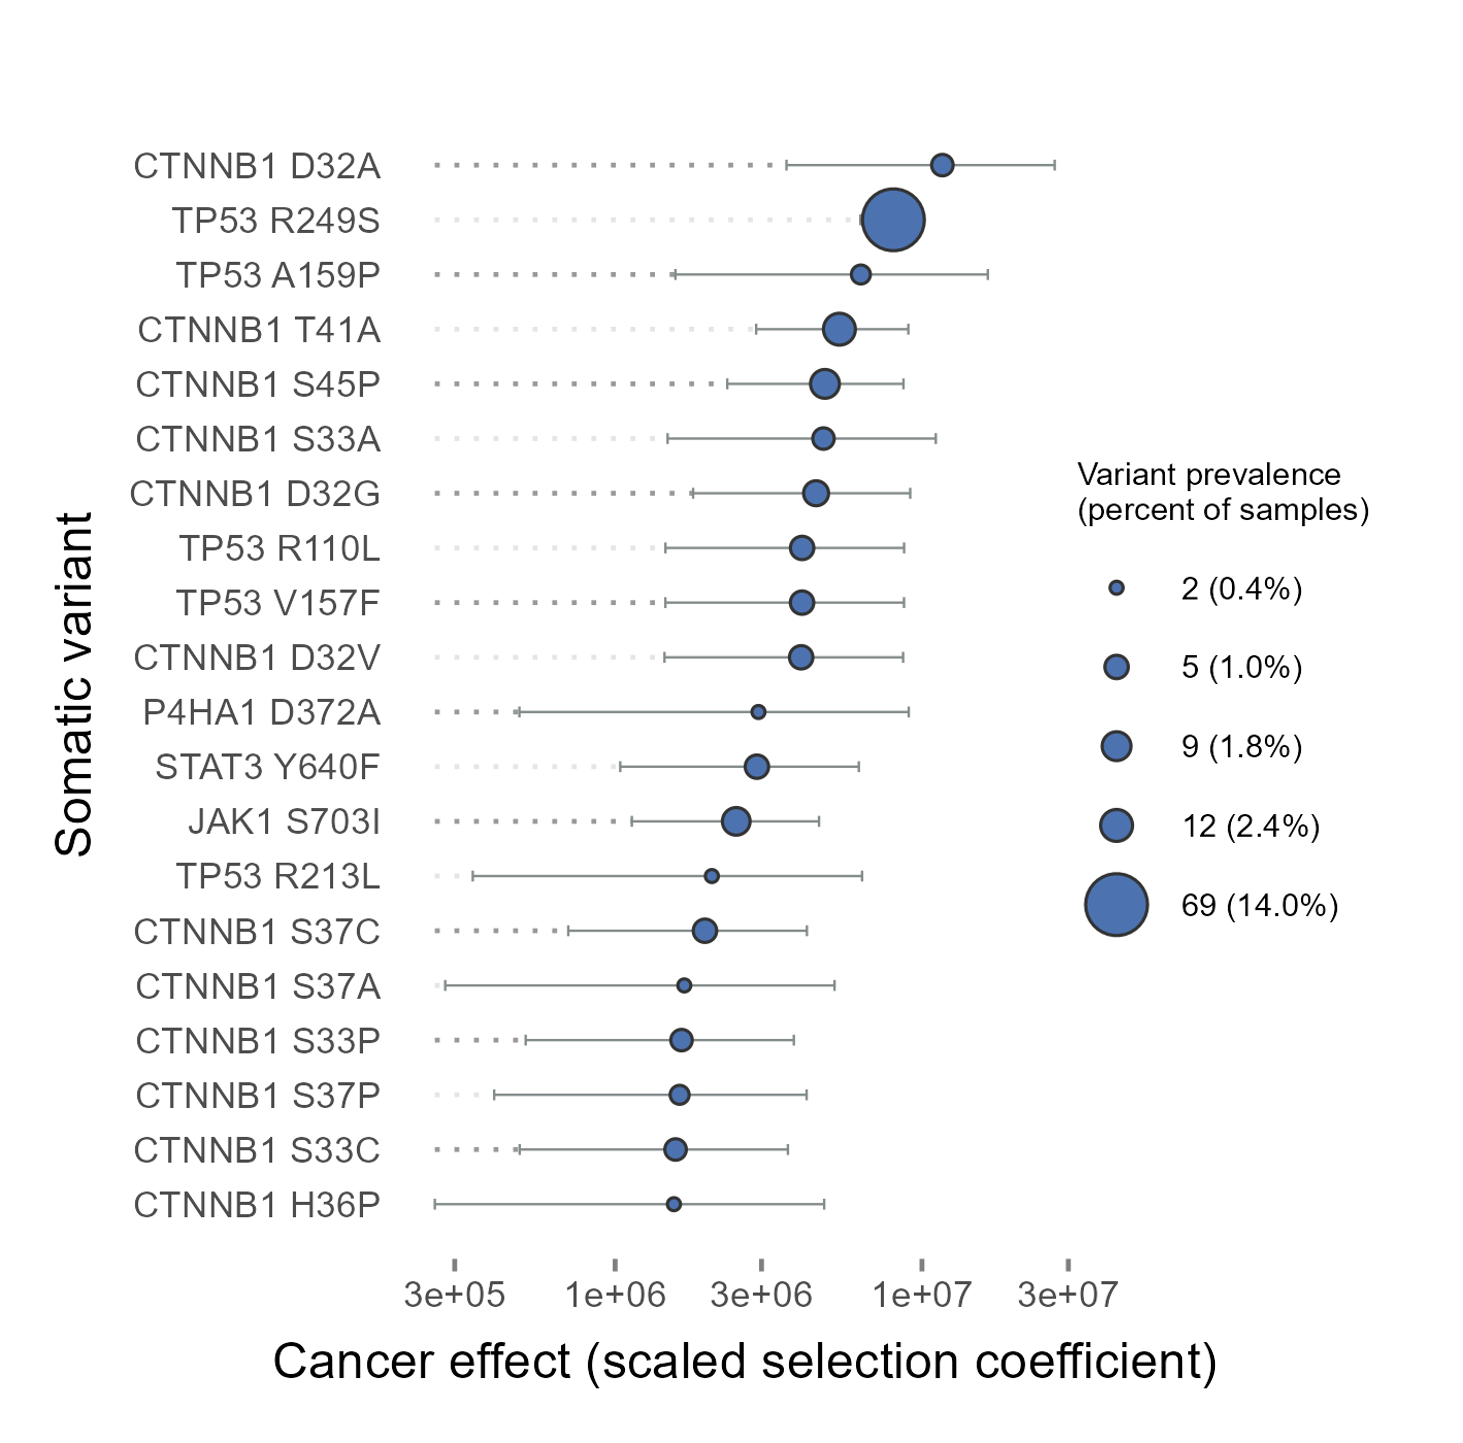 CTNNB1 D32A
TP53 R249S
TP53 A159P
CTNNB1 T41A
CTNNB1 S45P
CTNNB1 S33A
CTNNB1 D32G
TP53 R110L
TP53 V157F
CTNNB1 D32V
P4HA1 D372A
STAT3 Y640F
JAK1 S703I
TP53 R213L
CTNNB1 S37C
CTNNB1 S37A
CTNNB1 S33P
CTNNB1 S37P
CTNNB1 S33C
CTNNB1 H36P
Somatic variant
3e+05 1e+06 3e+06 1e+07 3e+07
Cancer effect (scaled selection coefficient)
Variant prevalence
(percent of samples)
2 (0.4%)
5 (1.0%)
9 (1.8%)
12 (2.4%)
69 (14.0%)